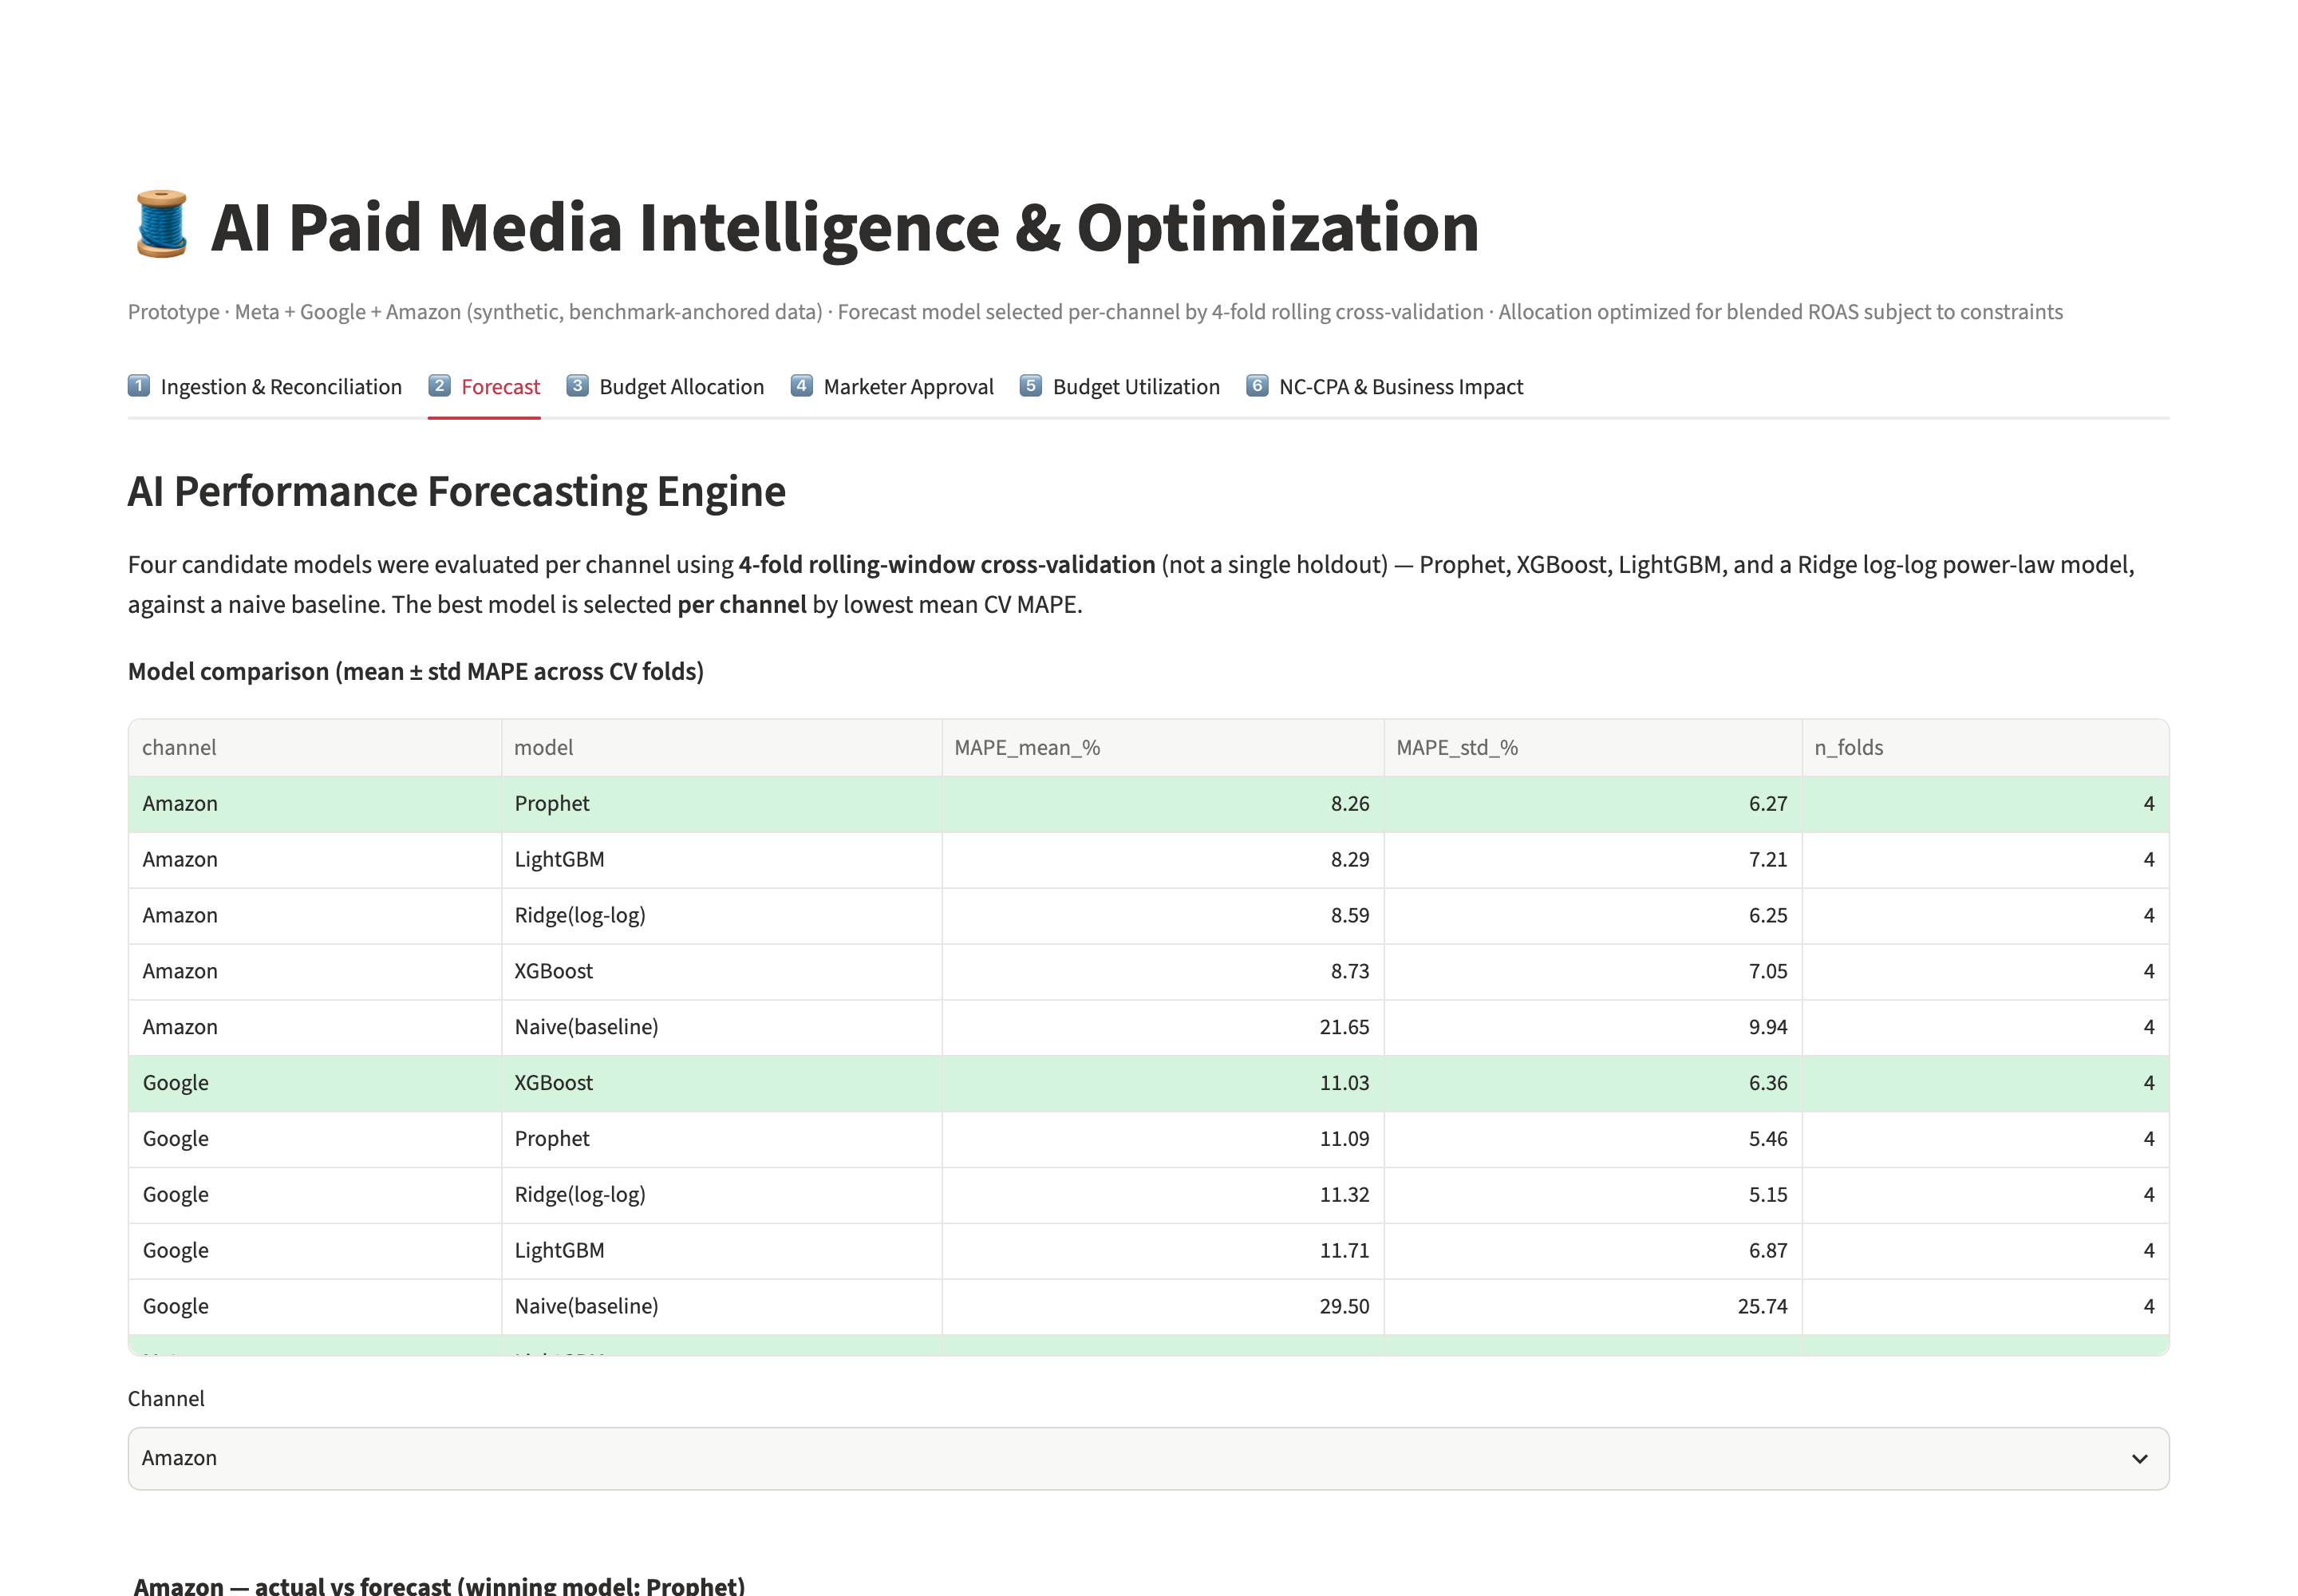 AI Paid Media Intelligence & Optimization
Prototype · Meta + Google + Amazon (synthetic, benchmark-anchored data) · Forecast model selected per-channel by 4-fold rolling cross-validation · Allocation optimized for blended ROAS subject to constraints
1 Ingestion & Reconciliation 2 Forecast 3 Budget Allocation 4 Marketer Approval 5 Budget Utilization 6 NC-CPA & Business Impact
AI Performance Forecasting Engine
Four candidate models were evaluated per channel using 4-fold rolling-window cross-validation (not a single holdout) — Prophet, XGBoost, LightGBM, and a Ridge log-log power-law model,
against a naive baseline. The best model is selected per channel by lowest mean CV MAPE.
Model comparison (mean ± std MAPE across CV folds)
channel model MAPE_mean_% MAPE_std_% n_folds
Amazon Prophet 8.26 6.27 4
Amazon LightGBM 8.29 7.21 4
Amazon Ridge(log-log) 8.59 6.25 4
Amazon XGBoost 8.73 7.05 4
Amazon Naive(baseline) 21.65 9.94 4
Google XGBoost 11.03 6.36 4
Google Prophet 11.09 5.46 4
Google Ridge(log-log) 11.32 5.15 4
Google LightGBM 11.71 6.87 4
Google Naive(baseline) 29.50 25.74 4
Channel
Amazon
Amazon — actual vs forecast (winning model: Prophet)